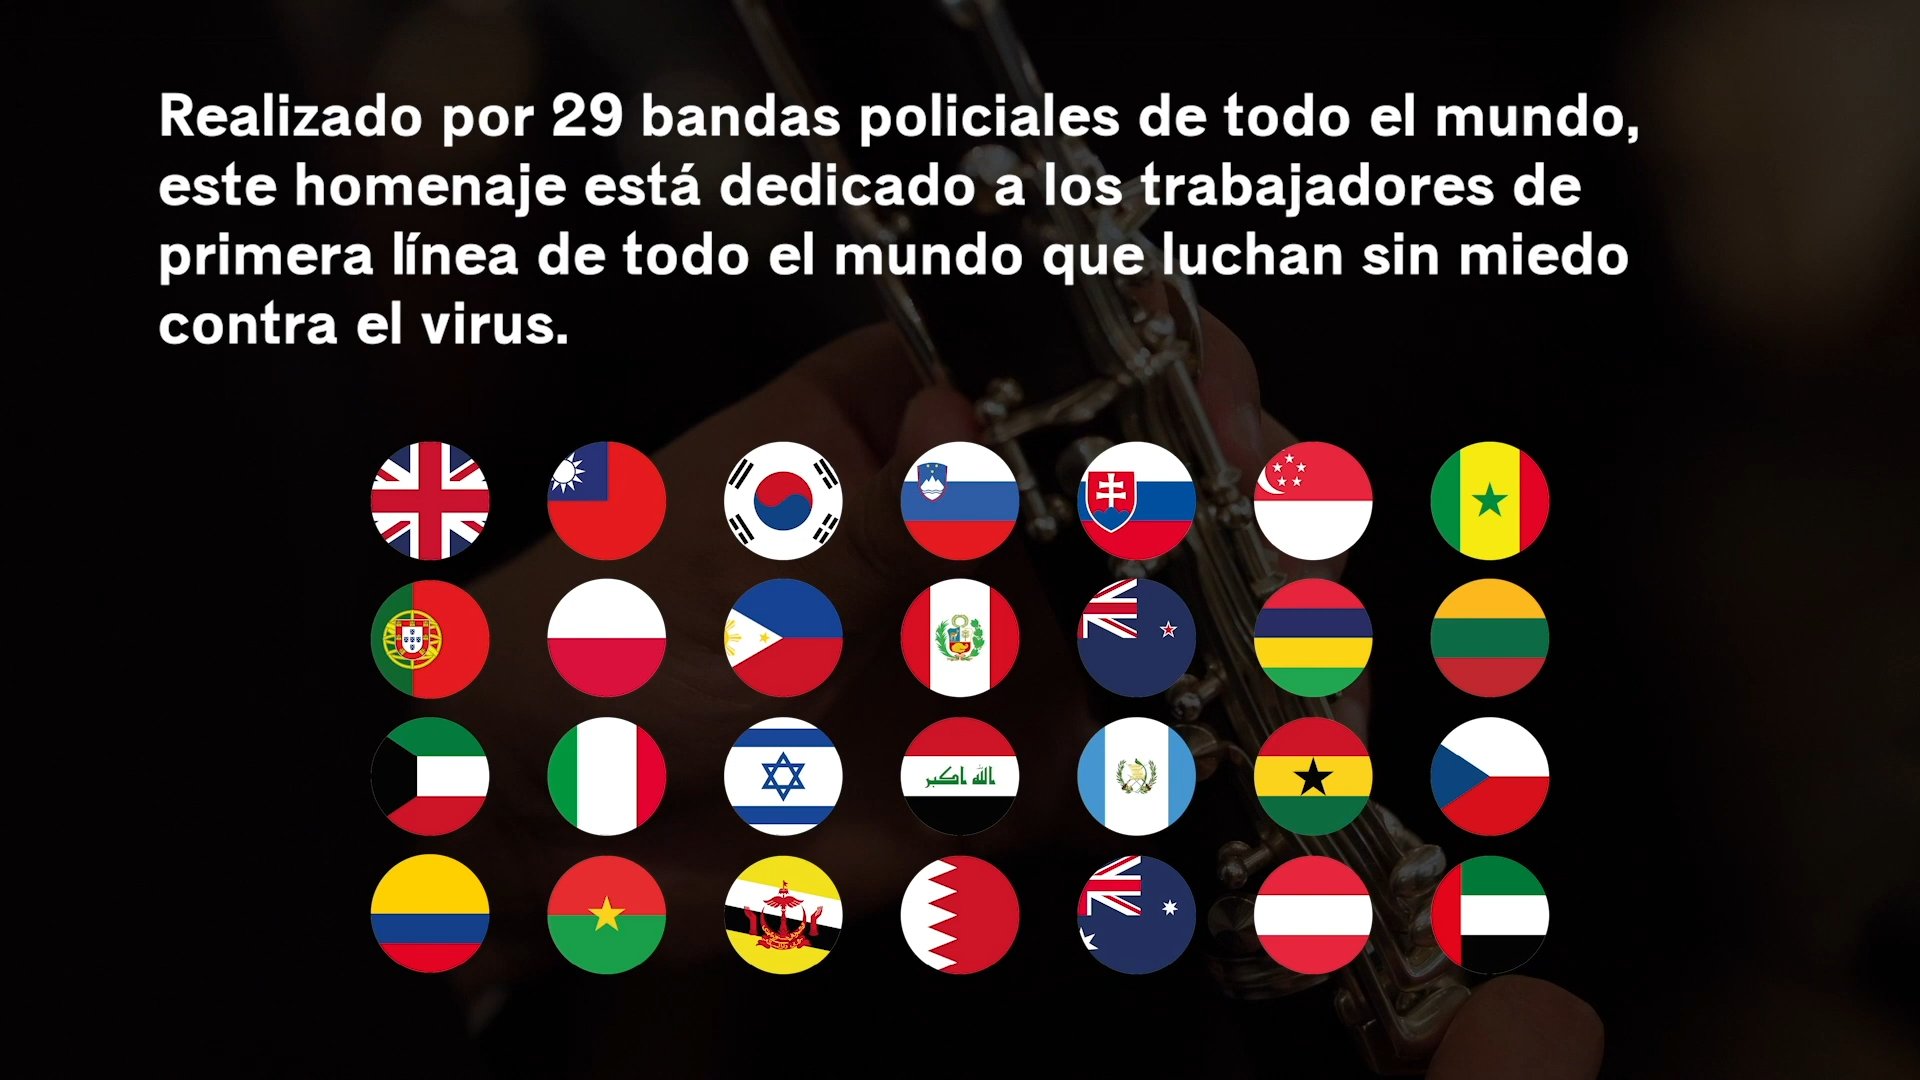 Realizado por 29 bandas policiales de todo el mundo,
este homenaje está dedicado a los trabajadores de
primera línea de todo el mundo que luchan sin miedo
contra el virus.
الله اكبر